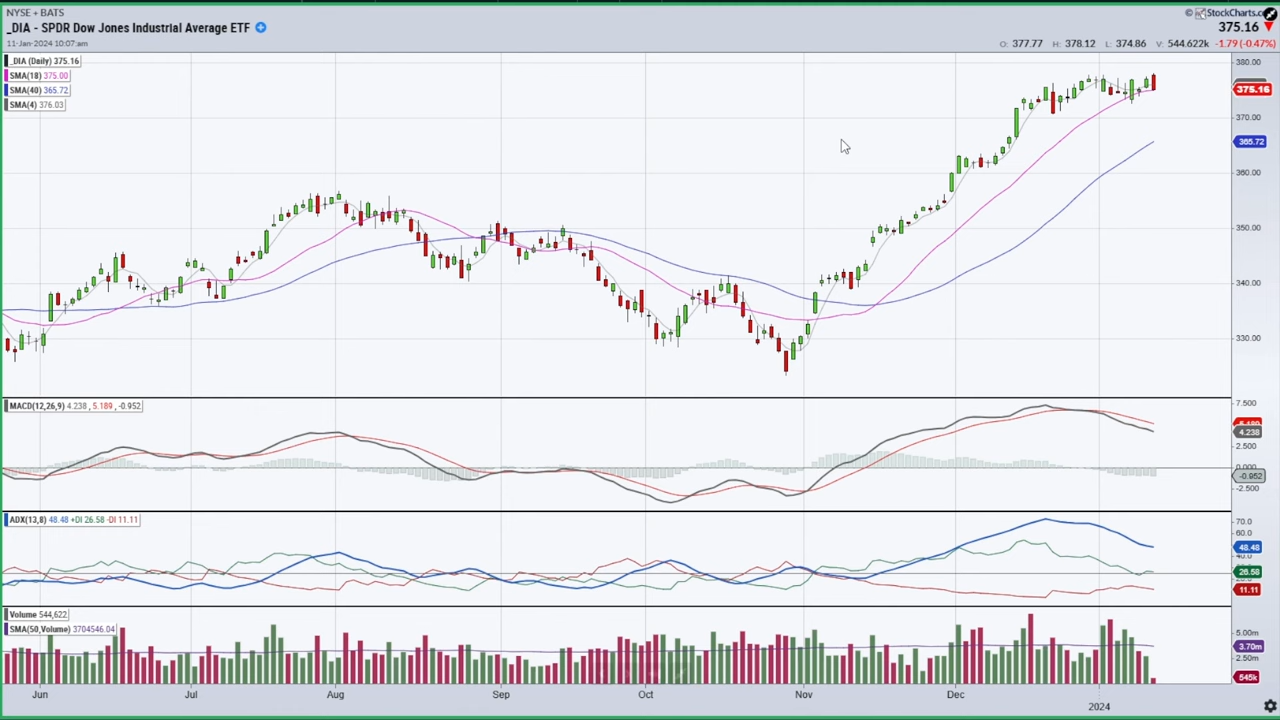 NYSE + BATS
© StockCharts.c
_DIA - SPDR Dow Jones Industrial Average ETF
375.16
11-Jan-2024 10:07am
O: 377.77 H: 378.12 L: 374.86 V: 544.622k -1.79 (-0.47%)
_DIA (Daily) 375.16
SMA(18) 375.00
SMA(40) 365.72
SMA(4) 376.03
380.00
375.16
370.00
365.72
360.00
350.00
340.00
330.00
MACD(12,26,9) 4.238, 5.189, -0.952
7.500
5.189
4.238
2.500
0.000
-0.952
-2.500
ADX(13,8) 48.48 +DI 26.58 -DI 11.11
70.0
60.0
48.48
40.0
26.58
11.11
Volume 544,622
SMA(50,Volume) 3704546.04
5.00m
3.70m
2.50m
545k
Jun Jul Aug Sep Oct Nov Dec 2024